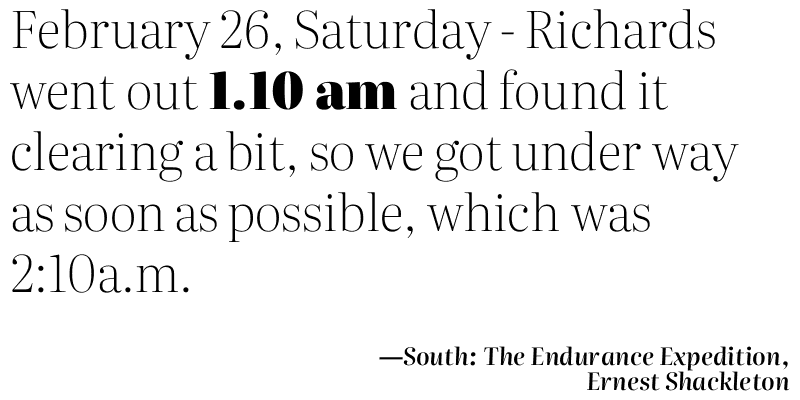 February 26, Saturday - Richards
went out 1.10 am and found it
clearing a bit, so we got under way
as soon as possible, which was
2:10a.m.
—South: The Endurance Expedition,
Ernest Shackleton